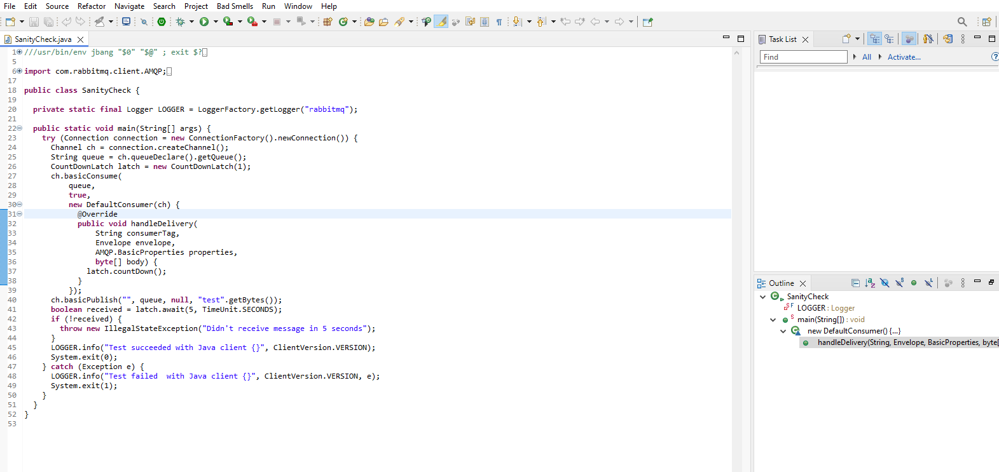 File Edit Source Refactor Navigate Search Project Bad Smells Run Window Help
SanityCheck.java
1 ///usr/bin/env jbang "$0" "$@" ; exit $?
5
6 import com.rabbitmq.client.AMQP;
17
18 public class SanityCheck {
19
20   private static final Logger LOGGER = LoggerFactory.getLogger("rabbitmq");
21
22   public static void main(String[] args) {
23     try (Connection connection = new ConnectionFactory().newConnection()) {
24       Channel ch = connection.createChannel();
25       String queue = ch.queueDeclare().getQueue();
26       CountDownLatch latch = new CountDownLatch(1);
27       ch.basicConsume(
28           queue,
29           true,
30           new DefaultConsumer(ch) {
31             @Override
32             public void handleDelivery(
33                 String consumerTag,
34                 Envelope envelope,
35                 AMQP.BasicProperties properties,
36                 byte[] body) {
37               latch.countDown();
38             }
39           });
40       ch.basicPublish("", queue, null, "test".getBytes());
41       boolean received = latch.await(5, TimeUnit.SECONDS);
42       if (!received) {
43         throw new IllegalStateException("Didn't receive message in 5 seconds");
44       }
45       LOGGER.info("Test succeeded with Java client {}", ClientVersion.VERSION);
46       System.exit(0);
47     } catch (Exception e) {
48       LOGGER.info("Test failed  with Java client {}", ClientVersion.VERSION, e);
49       System.exit(1);
50     }
51   }
52 }
53
Task List
Find All Activate...
Outline
SanityCheck
LOGGER : Logger
main(String[]) : void
new DefaultConsumer() {...}
handleDelivery(String, Envelope, BasicProperties, byte[